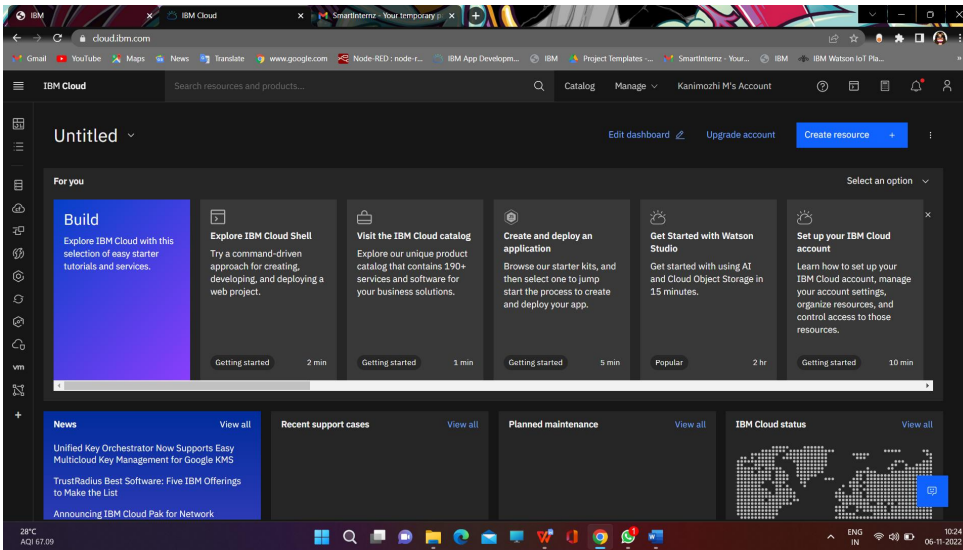 IBM
IBM Cloud
SmartInternz - Your temporary p
cloud.ibm.com
Gmail
YouTube
Maps
News
Translate
www.google.com
Node-RED : node-r...
IBM App Developm...
IBM
Project Templates -...
SmartInternz - Your...
IBM
IBM Watson IoT Pla...
IBM Cloud
Search resources and products...
Catalog
Manage
Kanimozhi M's Account
Untitled
Edit dashboard
Upgrade account
Create resource +
For you
Select an option
Build
Explore IBM Cloud with this
selection of easy starter
tutorials and services.
Explore IBM Cloud Shell
Try a command-driven
approach for creating,
developing, and deploying a
web project.
Getting started 2 min
Visit the IBM Cloud catalog
Explore our unique product
catalog that contains 190+
services and software for
your business solutions.
Getting started 1 min
Create and deploy an
application
Browse our starter kits, and
then select one to jump
start the process to create
and deploy your app.
Getting started 5 min
Get Started with Watson
Studio
Get started with using AI
and Cloud Object Storage in
15 minutes.
Popular 2 hr
Set up your IBM Cloud
account
Learn how to set up your
IBM Cloud account, manage
your account settings,
organize resources, and
control access to those
resources.
Getting started 10 min
vm
News View all
Unified Key Orchestrator Now Supports Easy
Multicloud Key Management for Google KMS
TrustRadius Best Software: Five IBM Offerings
to Make the List
Announcing IBM Cloud Pak for Network
Recent support cases View all
Planned maintenance View all
IBM Cloud status View all
28°C
AQI 67.09
ENG
IN
10:24
06-11-2022